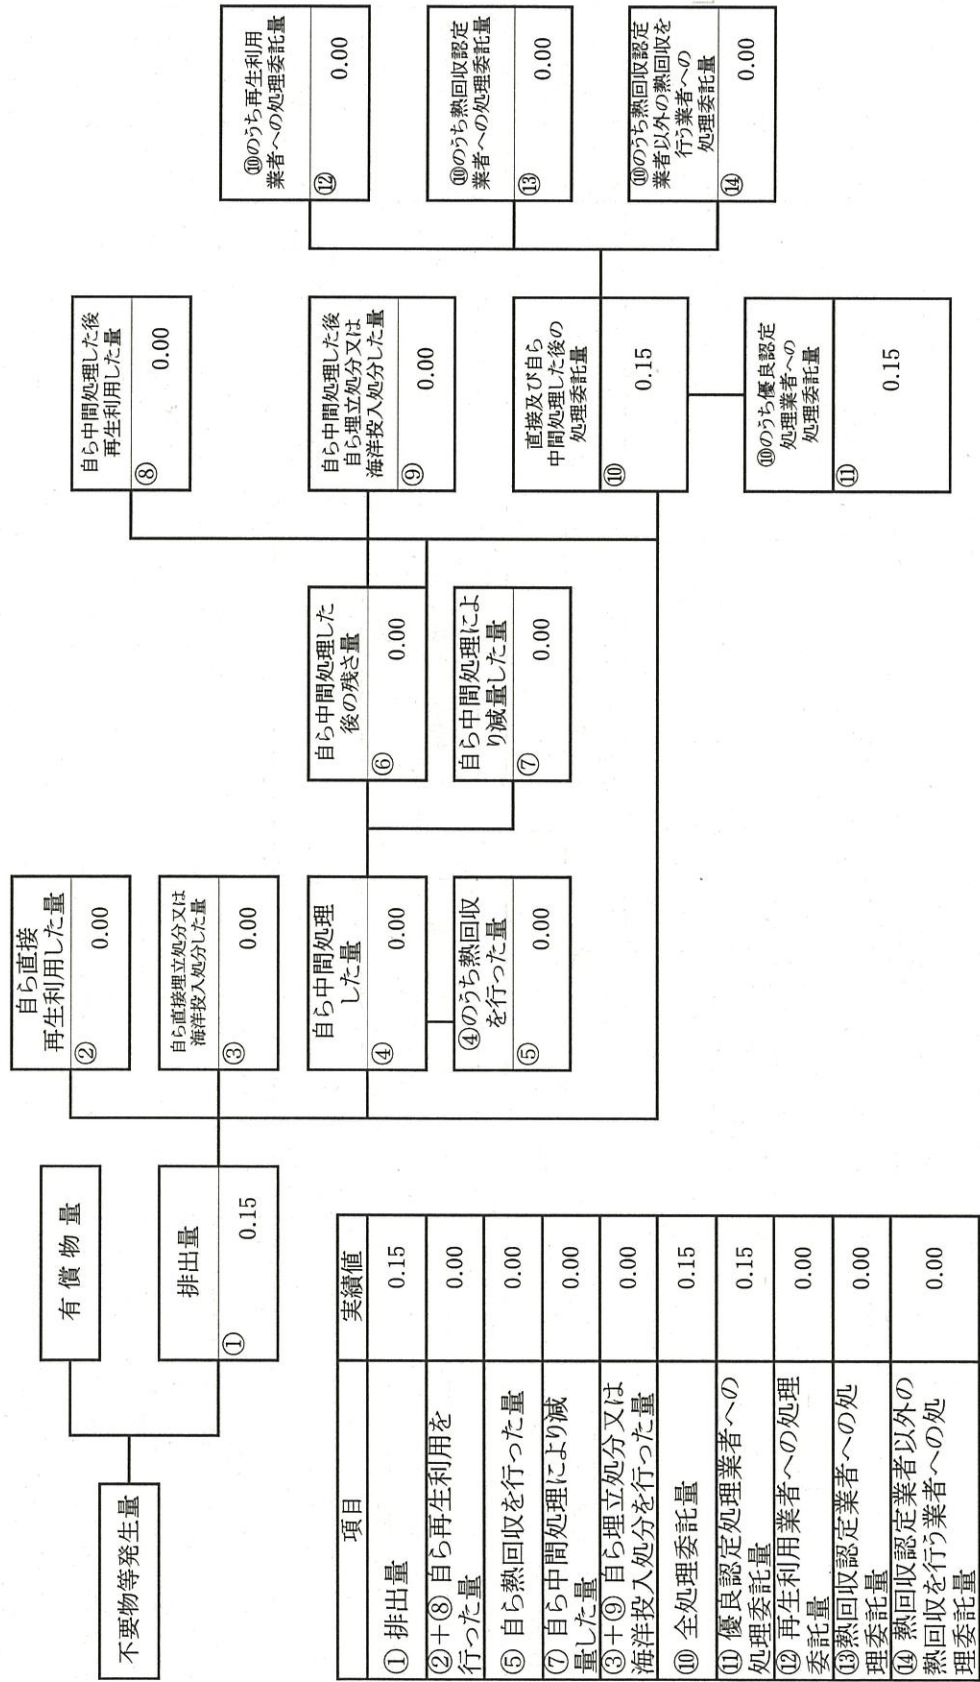 不要物等発生量
有償物量
排出量
① 0.15
自ら直接
再生利用した量
② 0.00
自ら直接埋立処分又は
海洋投入処分した量
③ 0.00
自ら中間処理
した量
④ 0.00
④のうち熱回収
を行った量
⑤ 0.00
自ら中間処理した
後の残さ量
⑥ 0.00
自ら中間処理によ
り減量した量
⑦ 0.00
自ら中間処理した後
再生利用した量
⑧ 0.00
自ら中間処理した後
自ら埋立処分又は
海洋投入処分した量
⑨ 0.00
直接及び自ら
中間処理した後の
処理委託量
⑩ 0.15
⑩のうち優良認定
処理業者への
処理委託量
⑪ 0.15
⑩のうち再生利用
業者への処理委託量
⑫ 0.00
⑩のうち熱回収認定
業者への処理委託量
⑬ 0.00
⑩のうち熱回収認定
業者以外の熱回収を
行う業者への
処理委託量
⑭ 0.00
項目 実績値
① 排出量 0.15
②+⑧ 自ら再生利用を
行った量 0.00
⑤ 自ら熱回収を行った量 0.00
⑦ 自ら中間処理により減
量した量 0.00
③+⑨ 自ら埋立処分又は
海洋投入処分を行った量 0.00
⑩ 全処理委託量 0.15
⑪ 優良認定処理業者への
処理委託量 0.15
⑫ 再生利用業者への処理
委託量 0.00
⑬熱回収認定業者への処
理委託量 0.00
⑭ 熱回収認定業者以外の
熱回収を行う業者への処
理委託量 0.00